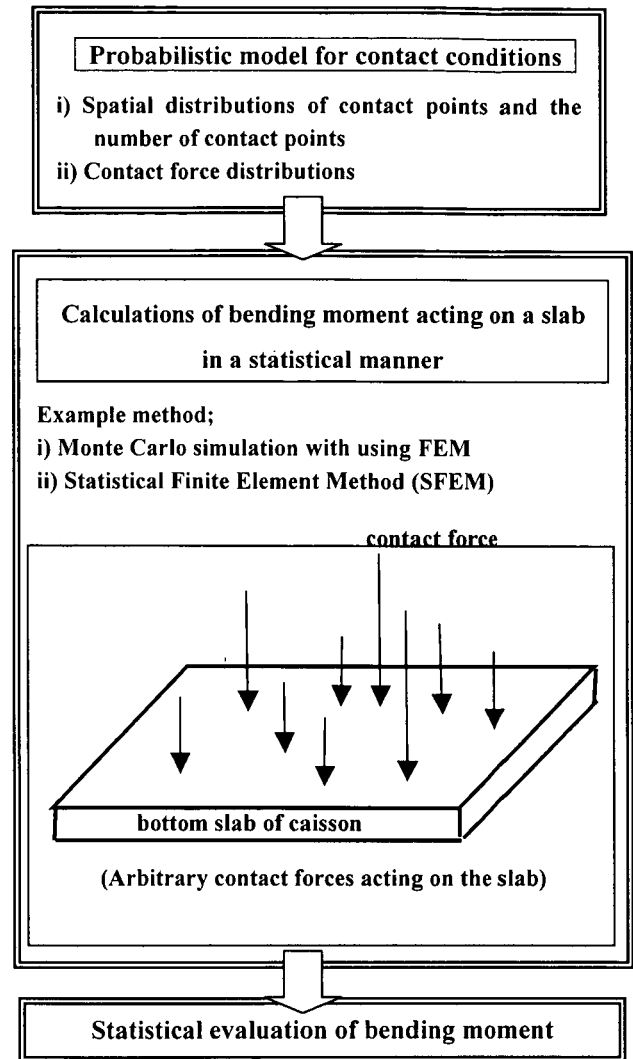 Probabilistic model for contact conditions
i) Spatial distributions of contact points and the
number of contact points
ii) Contact force distributions
Calculations of bending moment acting on a slab
in a statistical manner
Example method;
i) Monte Carlo simulation with using FEM
ii) Statistical Finite Element Method (SFEM)
contact force
bottom slab of caisson
(Arbitrary contact forces acting on the slab)
Statistical evaluation of bending moment